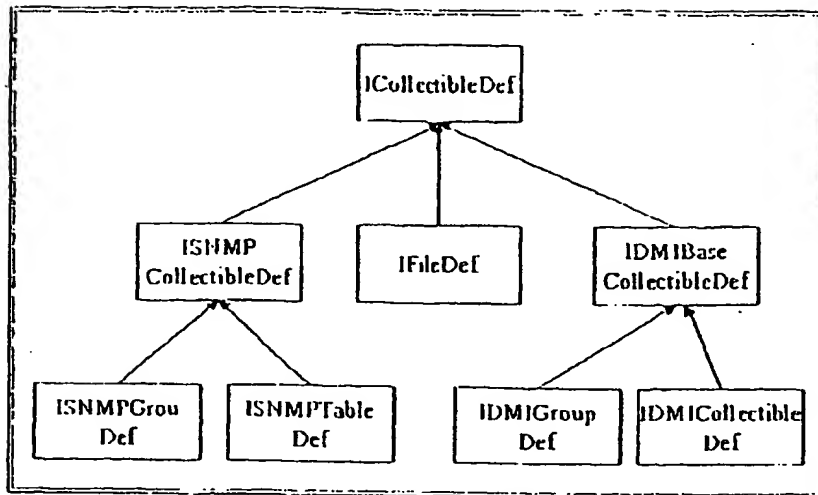 ICollectibleDef
ISNMP
CollectibleDef
IFileDef
IDMIBase
CollectibleDef
ISNMPGrou
Def
ISNMPTable
Def
IDMIGroup
Def
IDMICollectible
Def